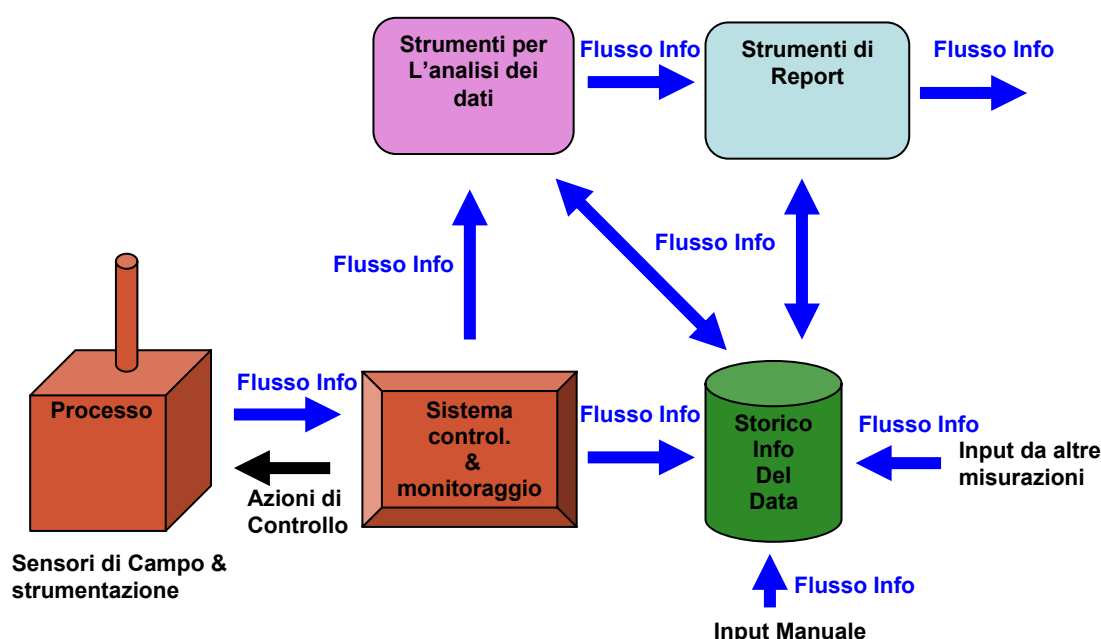 Strumenti per
L'analisi dei
dati
Flusso Info
Strumenti di
Report
Flusso Info
Flusso Info
Flusso Info
Processo
Flusso Info
Azioni di
Controllo
Sistema
control.
&
monitoraggio
Flusso Info
Storico
Info
Del
Data
Flusso Info
Input da altre
misurazioni
Sensori di Campo &
strumentazione
Flusso Info
Input Manuale